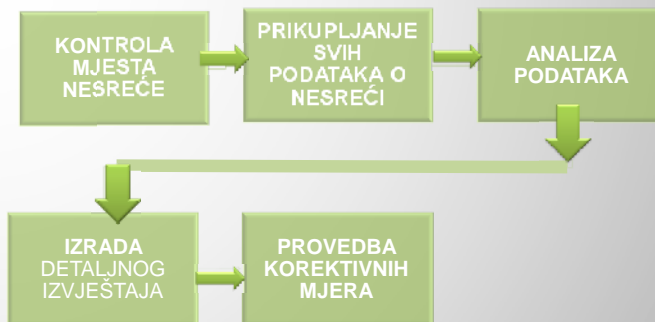 KONTROLA
MJESTA
NESREĆE
PRIKUPLJANJE
SVIH
PODATAKA O
NESREĆI
ANALIZA
PODATAKA
IZRADA
DETALJNOG
IZVJEŠTAJA
PROVEDBA
KOREKTIVNIH
MJERA